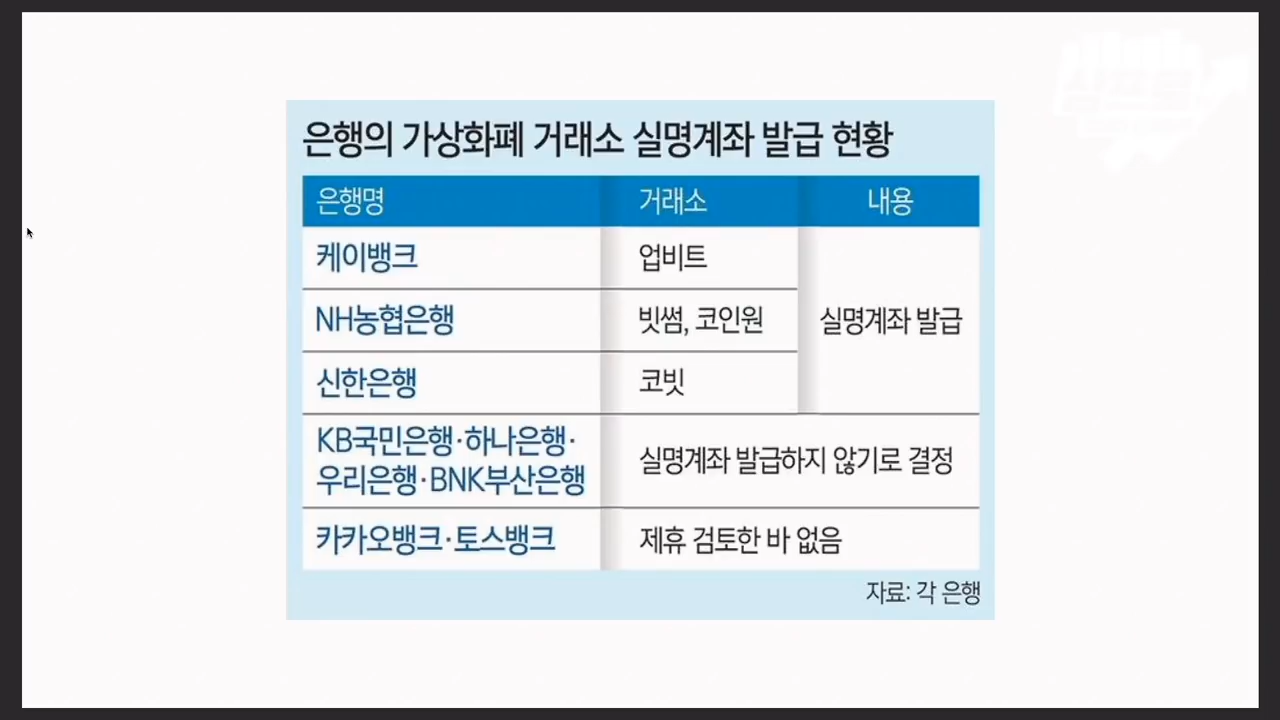 은행의 가상화폐 거래소 실명계좌 발급 현황
은행명 거래소 내용
케이뱅크 업비트
NH농협은행 빗썸, 코인원 실명계좌 발급
신한은행 코빗
KB국민은행·하나은행·
우리은행·BNK부산은행 실명계좌 발급하지 않기로 결정
카카오뱅크·토스뱅크 제휴 검토한 바 없음
자료: 각 은행